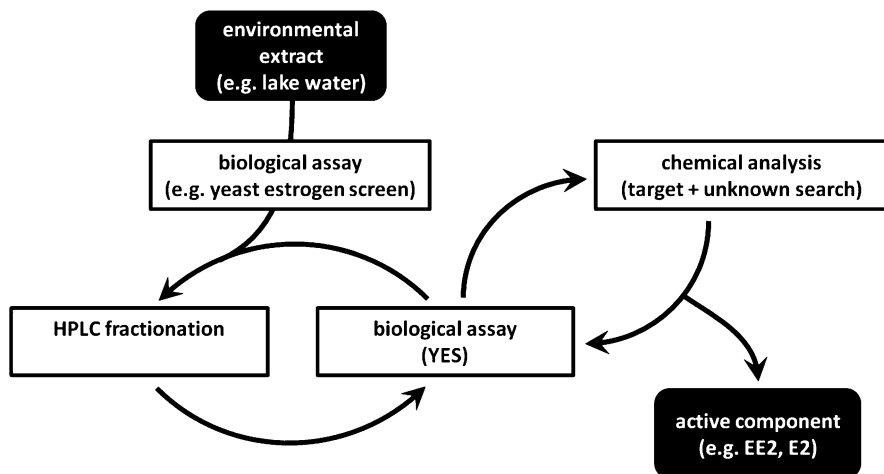 environmental
extract
(e.g. lake water)
biological assay
(e.g. yeast estrogen screen)
chemical analysis
(target + unknown search)
HPLC fractionation
biological assay
(YES)
active component
(e.g. EE2, E2)